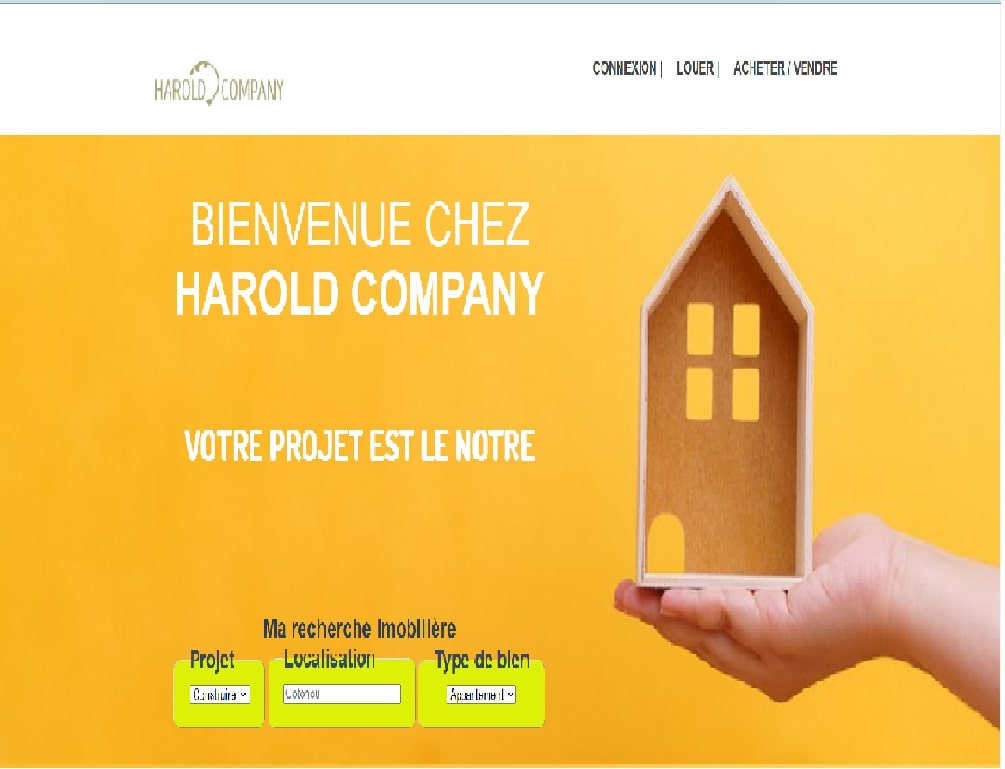 HAROLD COMPANY
CONNEXION | LOUER | ACHETER / VENDRE
BIENVENUE CHEZ
HAROLD COMPANY
VOTRE PROJET EST LE NOTRE
Ma recherche Imobilière
Projet Localisation Type de bien
Construire Cotonou Appartement